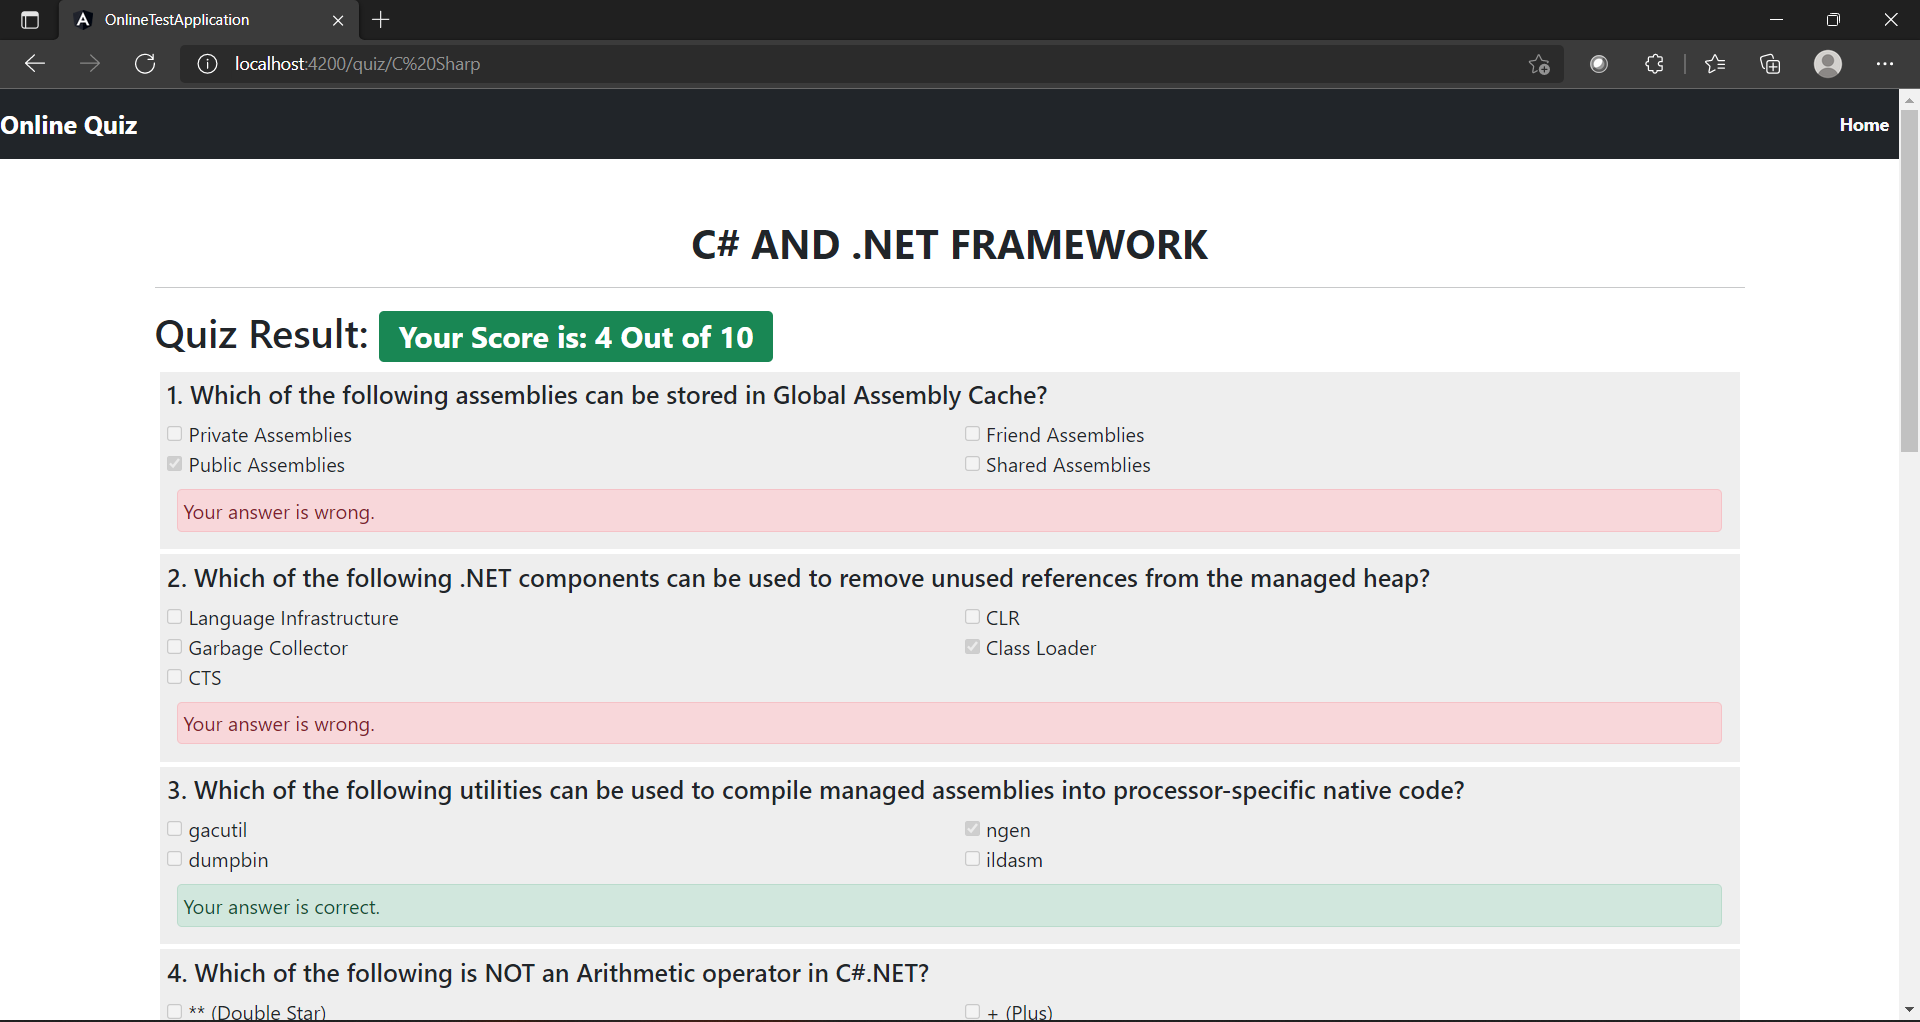 OnlineTestApplication
localhost:4200/quiz/C%20Sharp
Online Quiz
Home
C# AND .NET FRAMEWORK
Quiz Result: Your Score is: 4 Out of 10
1. Which of the following assemblies can be stored in Global Assembly Cache?
Private Assemblies
Friend Assemblies
Public Assemblies
Shared Assemblies
Your answer is wrong.
2. Which of the following .NET components can be used to remove unused references from the managed heap?
Language Infrastructure
CLR
Garbage Collector
Class Loader
CTS
Your answer is wrong.
3. Which of the following utilities can be used to compile managed assemblies into processor-specific native code?
gacutil
ngen
dumpbin
ildasm
Your answer is correct.
4. Which of the following is NOT an Arithmetic operator in C#.NET?
** (Double Star)
+ (Plus)